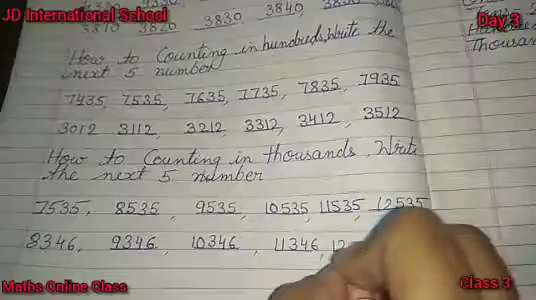 JD International School
Day 3
3830 3840,
3810 3820
Thousan
How to Counting in hundreds, Write the
next 5 number
7435, 7535, 7635, 7735, 7835, 7935
3012 3112, 3212, 3312, 3412, 3512
How to Counting in thousands. Write
the next 5 number
7535, 8535, 9535, 10535, 11535, 12535
8346, 9346, 10346, 11346, 12
Maths Online Class
Class 3